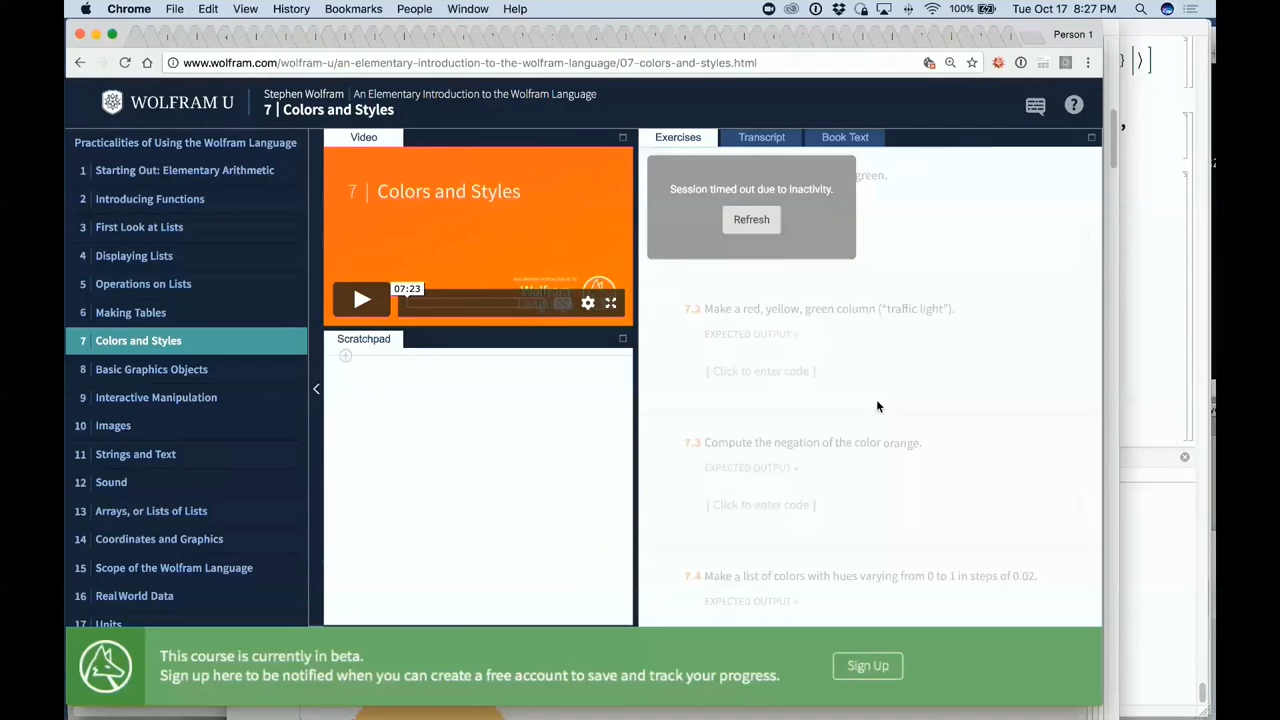 Chrome File Edit View History Bookmarks People Window Help 100% Tue Oct 17 8:27 PM
Person 1
www.wolfram.com/wolfram-u/an-elementary-introduction-to-the-wolfram-language/07-colors-and-styles.html
WOLFRAM U
Stephen Wolfram | An Elementary Introduction to the Wolfram Language
7 | Colors and Styles
Practicalities of Using the Wolfram Language
1 Starting Out: Elementary Arithmetic
2 Introducing Functions
3 First Look at Lists
4 Displaying Lists
5 Operations on Lists
6 Making Tables
7 Colors and Styles
8 Basic Graphics Objects
9 Interactive Manipulation
10 Images
11 Strings and Text
12 Sound
13 Arrays, or Lists of Lists
14 Coordinates and Graphics
15 Scope of the Wolfram Language
16 Real World Data
17 Units
Video
7 | Colors and Styles
07:23
Scratchpad
Exercises Transcript Book Text
green.
Session timed out due to inactivity.
Refresh
7.2 Make a red, yellow, green column (“traffic light”).
EXPECTED OUTPUT »
[ Click to enter code ]
7.3 Compute the negation of the color orange.
EXPECTED OUTPUT »
[ Click to enter code ]
7.4 Make a list of colors with hues varying from 0 to 1 in steps of 0.02.
EXPECTED OUTPUT »
This course is currently in beta.
Sign up here to be notified when you can create a free account to save and track your progress.
Sign Up